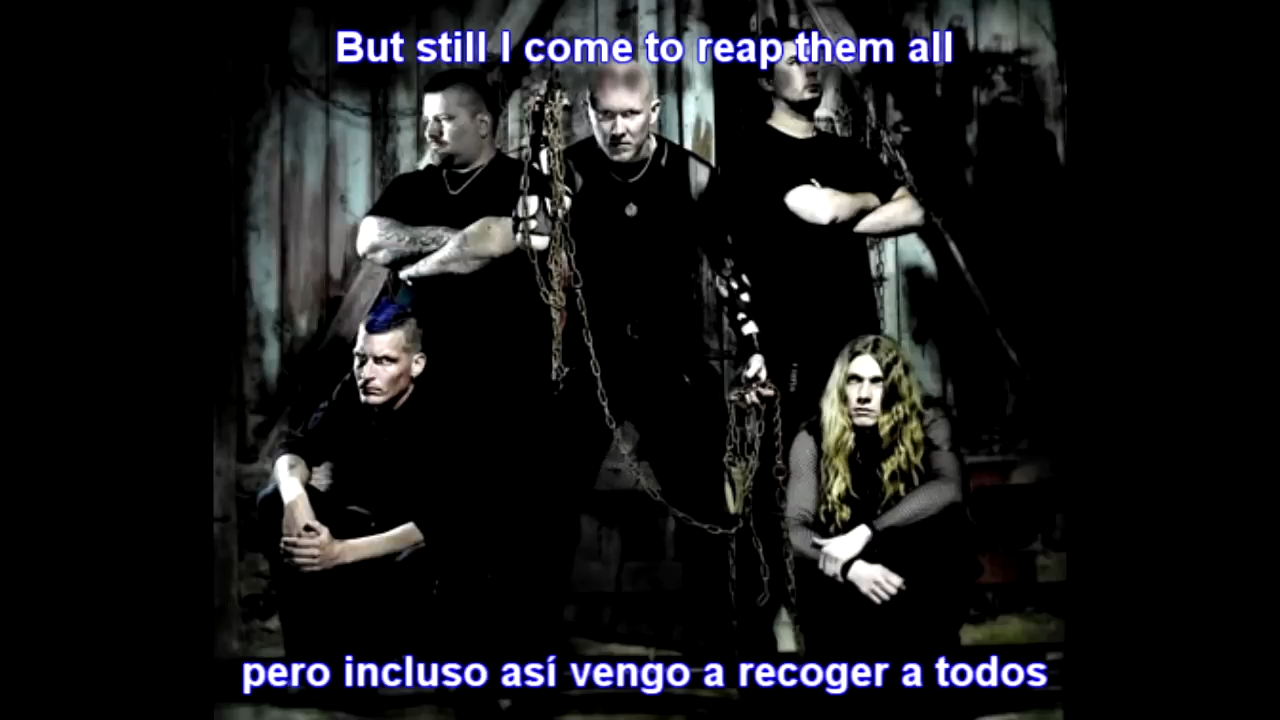 But still I come to reap them all
pero incluso así vengo a recoger a todos